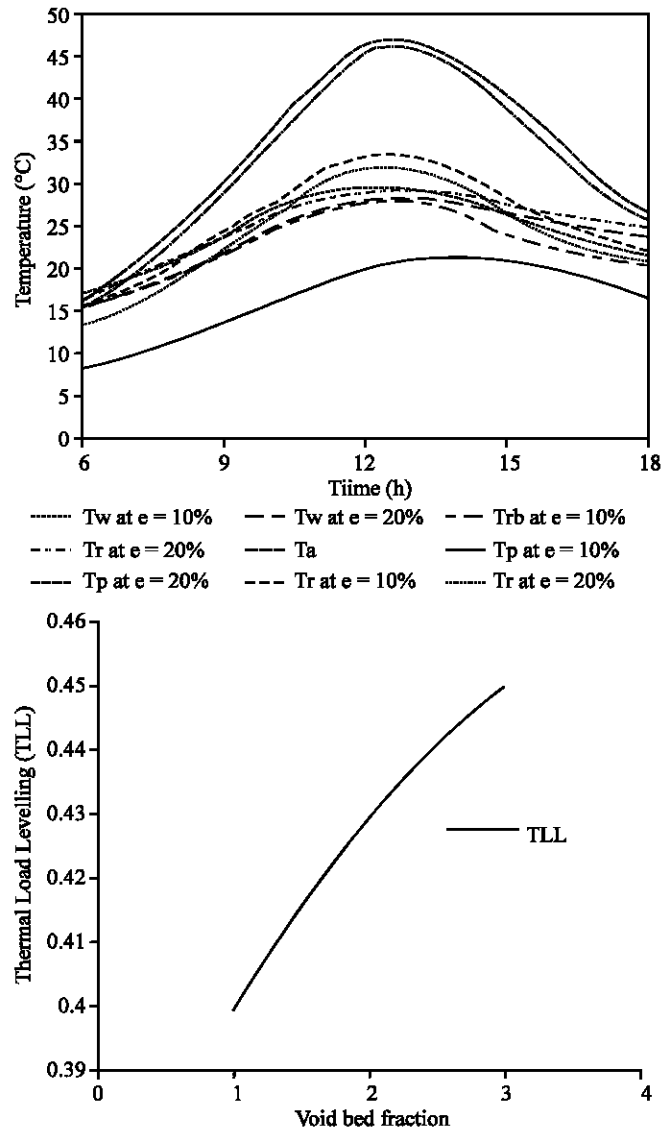 50
45
40
35
30
25
20
15
10
5
0
Temperature (°C)
6 9 12 15 18
Tiime (h)
Tw at e = 10% Tw at e = 20% Trb at e = 10%
Tr at e = 20% Ta Tp at e = 10%
Tp at e = 20% Tr at e = 10% Tr at e = 20%
0.46
0.45
0.44
0.43
0.42
0.41
0.4
0.39
Thermal Load Levelling (TLL)
TLL
0 1 2 3 4
Void bed fraction